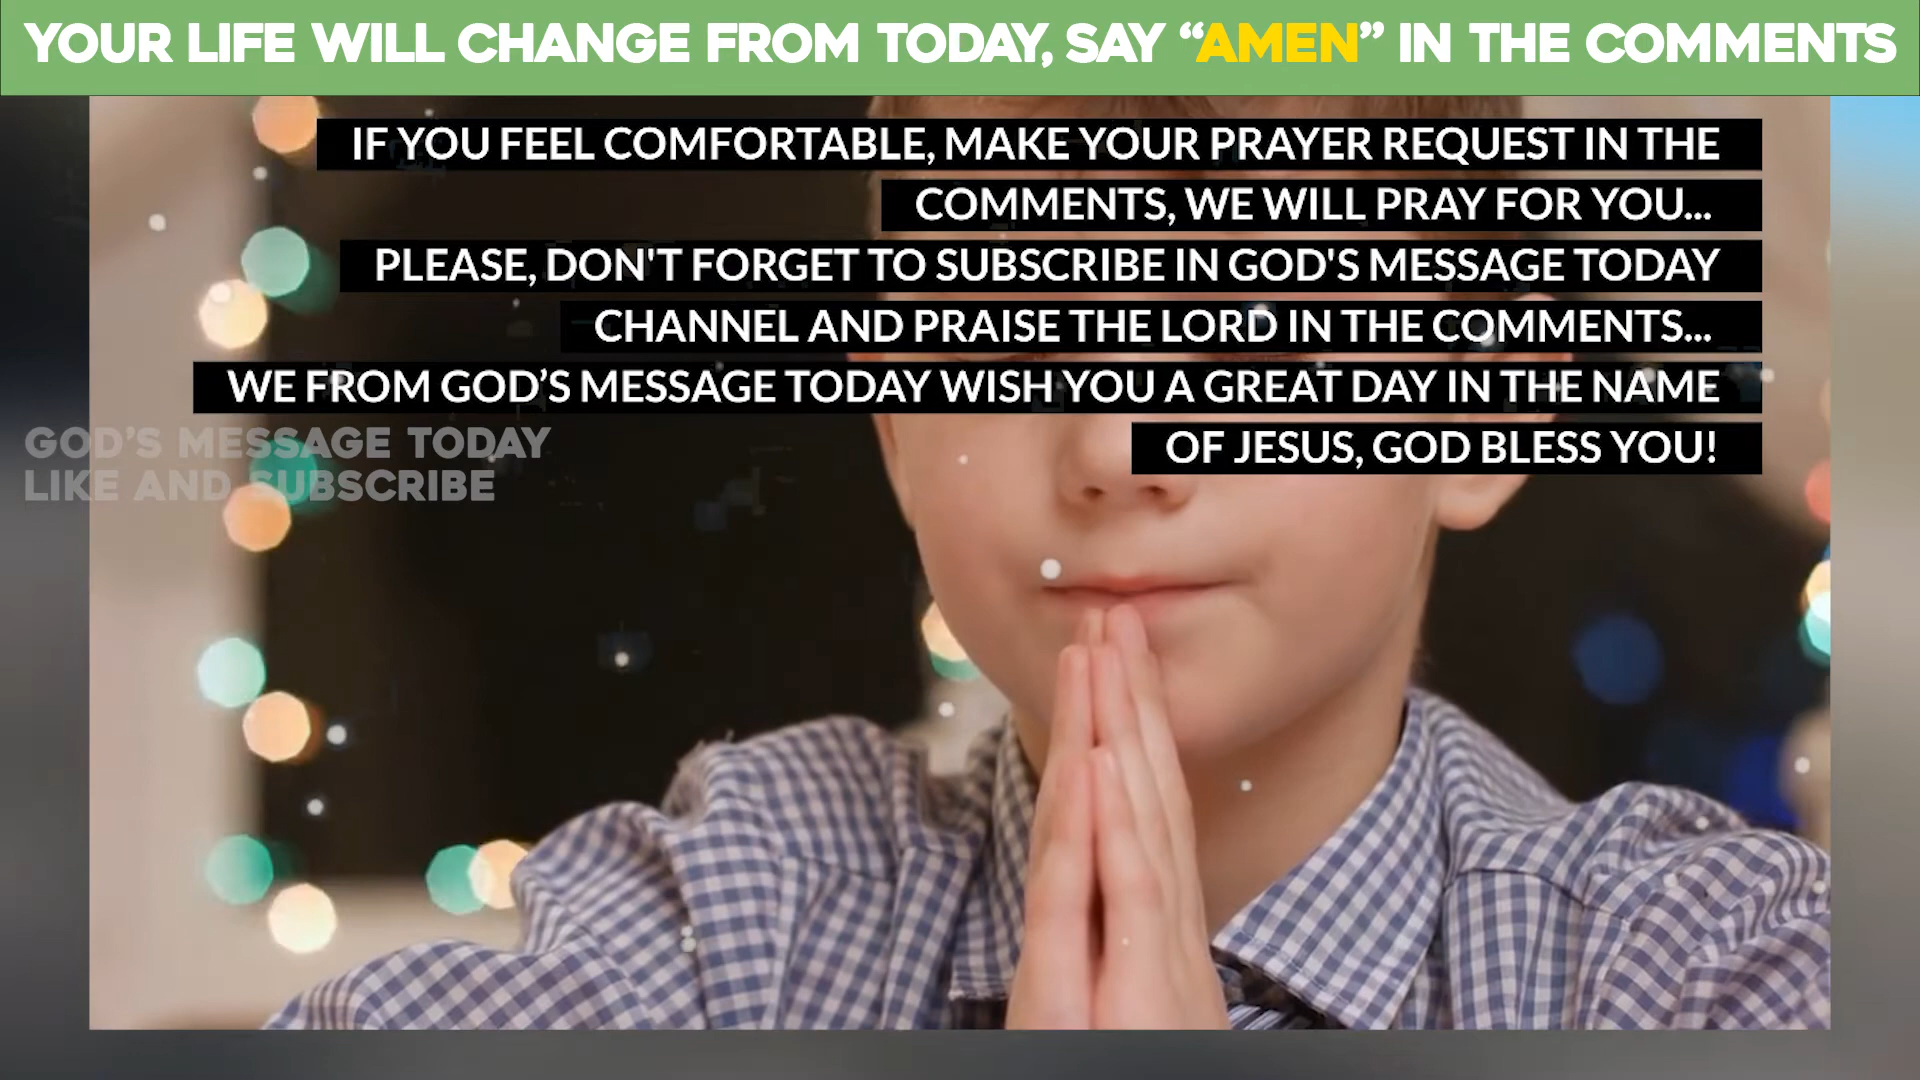 YOUR LIFE WILL CHANGE FROM TODAY, SAY “AMEN” IN THE COMMENTS
IF YOU FEEL COMFORTABLE, MAKE YOUR PRAYER REQUEST IN THE
COMMENTS, WE WILL PRAY FOR YOU...
PLEASE, DON'T FORGET TO SUBSCRIBE IN GOD'S MESSAGE TODAY
CHANNEL AND PRAISE THE LORD IN THE COMMENTS...
WE FROM GOD’S MESSAGE TODAY WISH YOU A GREAT DAY IN THE NAME
OF JESUS, GOD BLESS YOU!
GOD’S MESSAGE TODAY
LIKE AND SUBSCRIBE